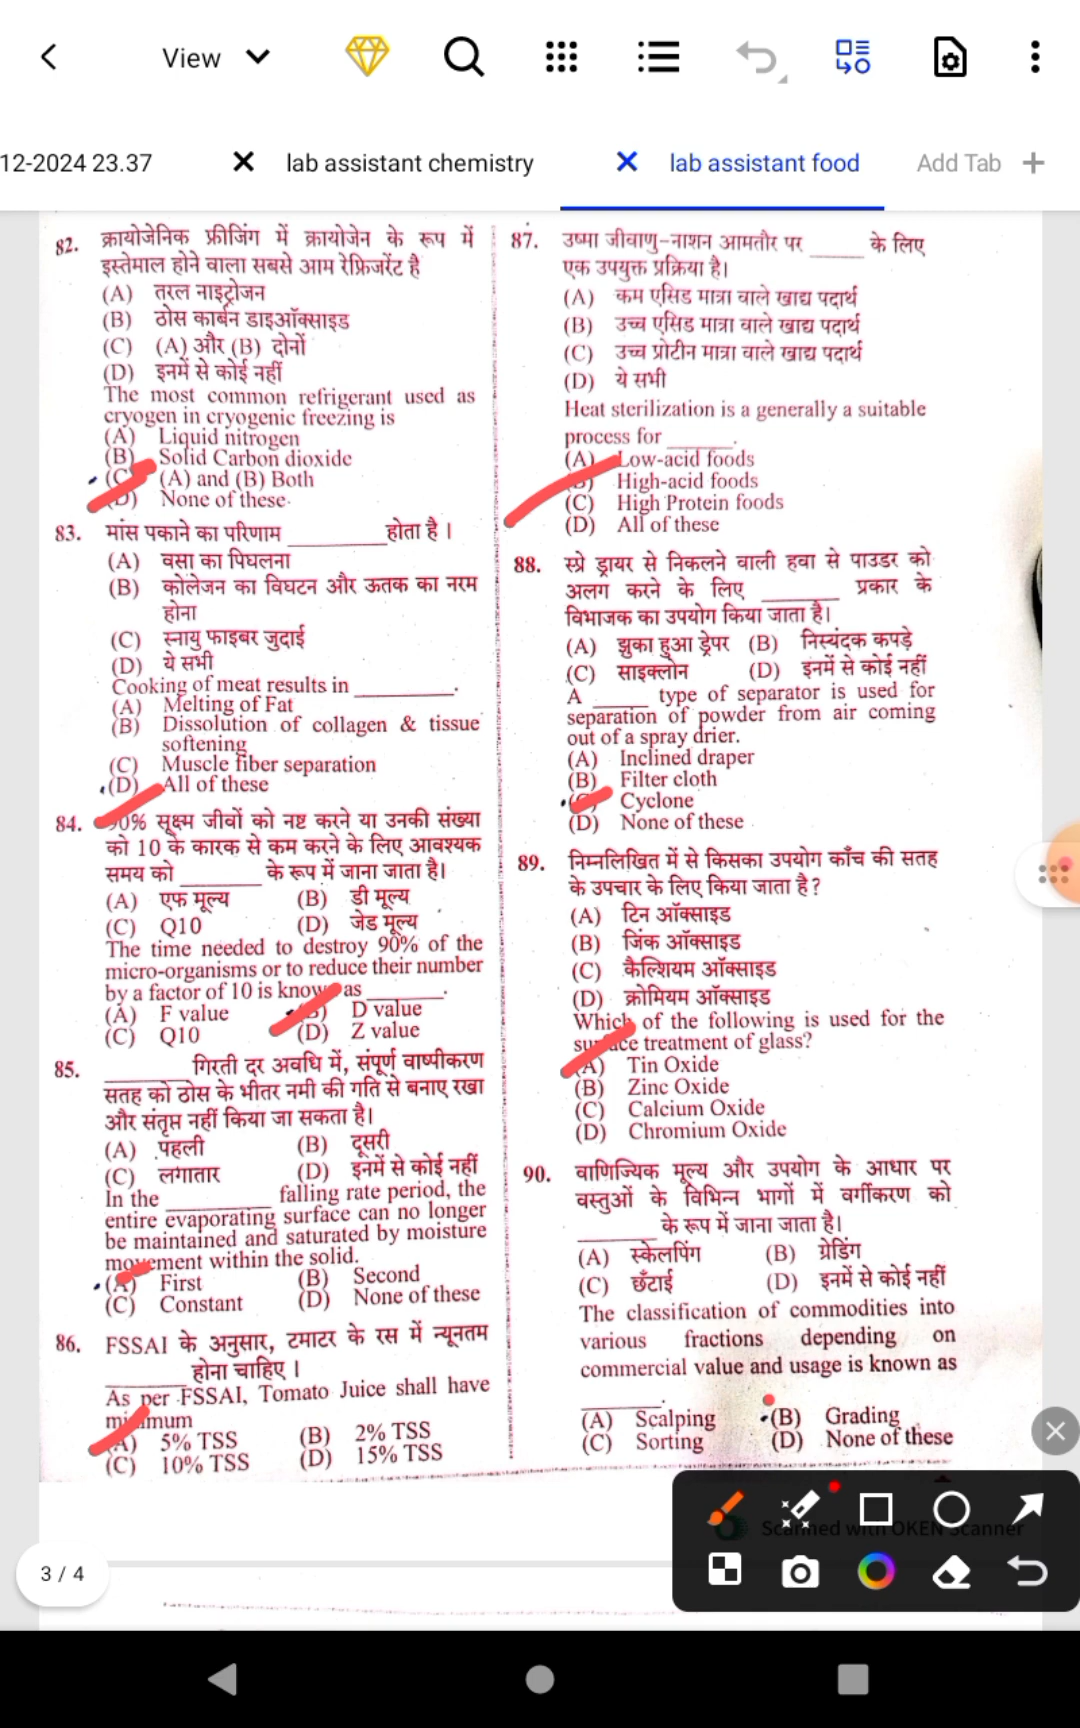 View
12-2024 23.37
lab assistant chemistry
lab assistant food
Add Tab +
82. क्रायोजेनिक फ्रीजिंग में क्रायोजेन के रूप में
इस्तेमाल होने वाला सबसे आम रेफ्रिजरेंट है
(A) तरल नाइट्रोजन
(B) ठोस कार्बन डाइऑक्साइड
(C) (A) और (B) दोनों
(D) इनमें से कोई नहीं
The most common refrigerant used as
cryogen in cryogenic freezing is
(A) Liquid nitrogen
(B) Solid Carbon dioxide
(C) (A) and (B) Both
(D) None of these
83. मांस पकाने का परिणाम ________ होता है।
(A) वसा का पिघलना
(B) कोलेजन का विघटन और ऊतक का नरम
होना
(C) स्नायु फाइबर जुदाई
(D) ये सभी
Cooking of meat results in ________.
(A) Melting of Fat
(B) Dissolution of collagen & tissue
softening
(C) Muscle fiber separation
(D) All of these
84. 90% सूक्ष्म जीवों को नष्ट करने या उनकी संख्या
को 10 के कारक से कम करने के लिए आवश्यक
समय को ________ के रूप में जाना जाता है।
(A) एफ मूल्य (B) डी मूल्य
(C) Q10 (D) जेड मूल्य
The time needed to destroy 90% of the
micro-organisms or to reduce their number
by a factor of 10 is known as ________.
(A) F value (B) D value
(C) Q10 (D) Z value
85. ________ गिरती दर अवधि में, संपूर्ण वाष्पीकरण
सतह को ठोस के भीतर नमी की गति से बनाए रखा
और संतृप्त नहीं किया जा सकता है।
(A) पहली (B) दूसरी
(C) लगातार (D) इनमें से कोई नहीं
In the ________ falling rate period, the
entire evaporating surface can no longer
be maintained and saturated by moisture
movement within the solid.
(A) First (B) Second
(C) Constant (D) None of these
86. FSSAI के अनुसार, टमाटर के रस में न्यूनतम
________ होना चाहिए।
As per FSSAI, Tomato Juice shall have
minimum
(A) 5% TSS (B) 2% TSS
(C) 10% TSS (D) 15% TSS
87. उष्मा जीवाणु-नाशन आमतौर पर ________ के लिए
एक उपयुक्त प्रक्रिया है।
(A) कम एसिड मात्रा वाले खाद्य पदार्थ
(B) उच्च एसिड मात्रा वाले खाद्य पदार्थ
(C) उच्च प्रोटीन मात्रा वाले खाद्य पदार्थ
(D) ये सभी
Heat sterilization is a generally a suitable
process for ________.
(A) Low-acid foods
(B) High-acid foods
(C) High Protein foods
(D) All of these
88. स्प्रे ड्रायर से निकलने वाली हवा से पाउडर को
अलग करने के लिए ________ प्रकार के
विभाजक का उपयोग किया जाता है।
(A) झुका हुआ ड्रेपर (B) निस्यंदक कपड़े
(C) साइक्लोन (D) इनमें से कोई नहीं
A ________ type of separator is used for
separation of powder from air coming
out of a spray drier.
(A) Inclined draper
(B) Filter cloth
(C) Cyclone
(D) None of these
89. निम्नलिखित में से किसका उपयोग काँच की सतह
के उपचार के लिए किया जाता है?
(A) टिन ऑक्साइड
(B) जिंक ऑक्साइड
(C) कैल्शियम ऑक्साइड
(D) क्रोमियम ऑक्साइड
Which of the following is used for the
surface treatment of glass?
(A) Tin Oxide
(B) Zinc Oxide
(C) Calcium Oxide
(D) Chromium Oxide
90. वाणिज्यिक मूल्य और उपयोग के आधार पर
वस्तुओं के विभिन्न भागों में वर्गीकरण को
________ के रूप में जाना जाता है।
(A) स्केलपिंग (B) ग्रेडिंग
(C) छँटाई (D) इनमें से कोई नहीं
The classification of commodities into
various fractions depending on
commercial value and usage is known as
________.
(A) Scalping (B) Grading
(C) Sorting (D) None of these
Scanned with OKEN Scanner
3 / 4